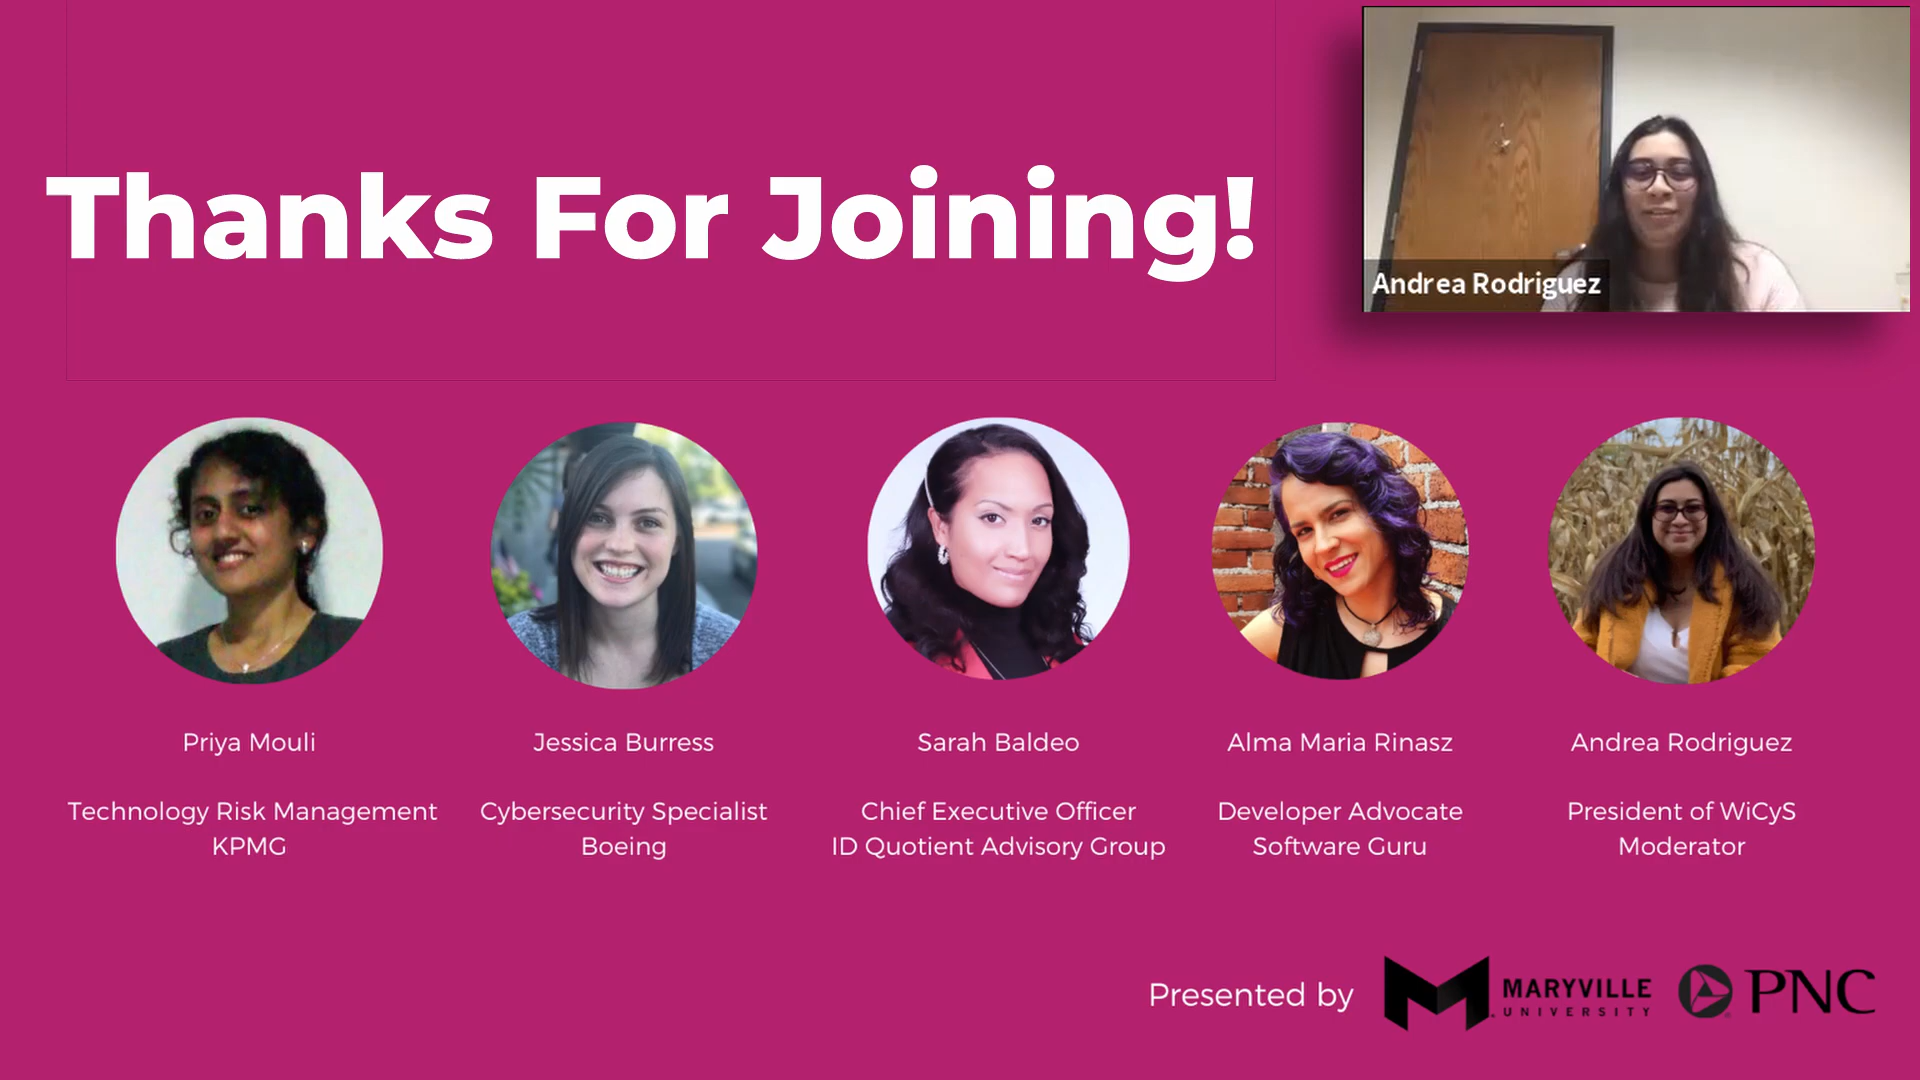 Thanks For Joining!
Andrea Rodriguez
Priya Mouli
Technology Risk Management
KPMG
Jessica Burress
Cybersecurity Specialist
Boeing
Sarah Baldeo
Chief Executive Officer
ID Quotient Advisory Group
Alma Maria Rinasz
Developer Advocate
Software Guru
Andrea Rodriguez
President of WiCyS
Moderator
Presented by
MARYVILLE
UNIVERSITY
PNC